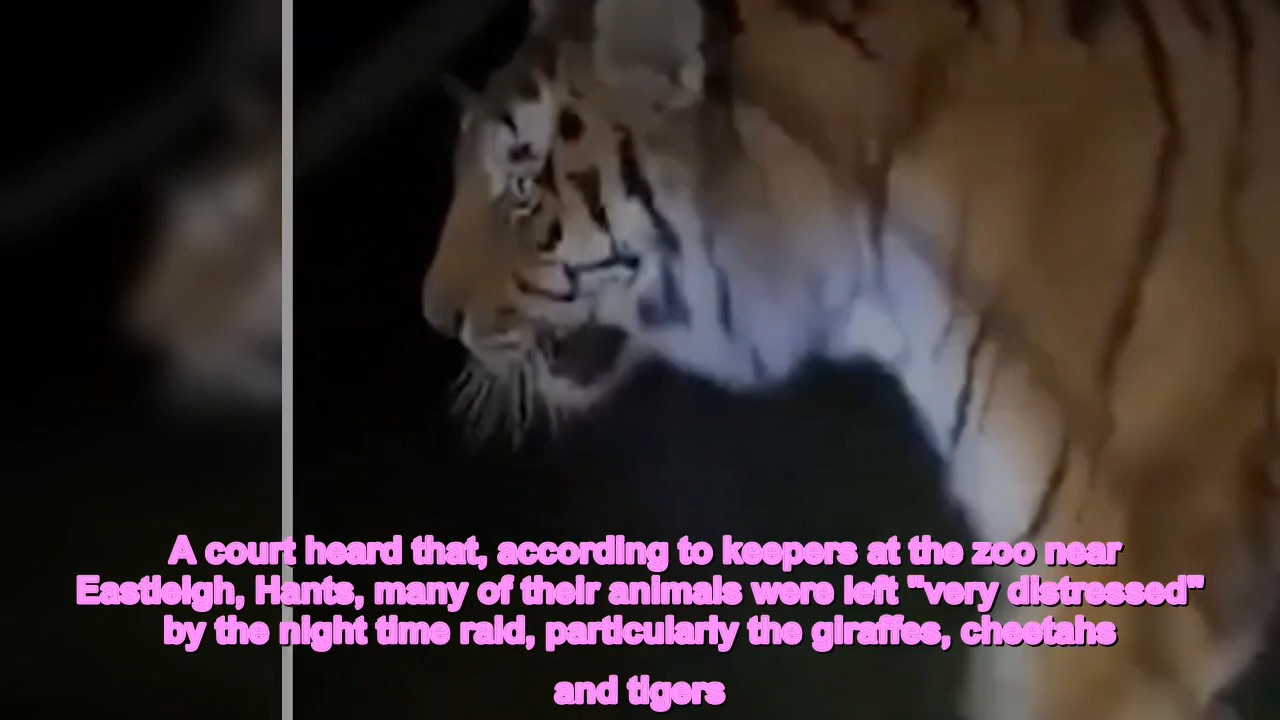 A court heard that, according to keepers at the zoo near
Eastleigh, Hants, many of their animals were left "very distressed"
by the night time raid, particularly the giraffes, cheetahs
and tigers